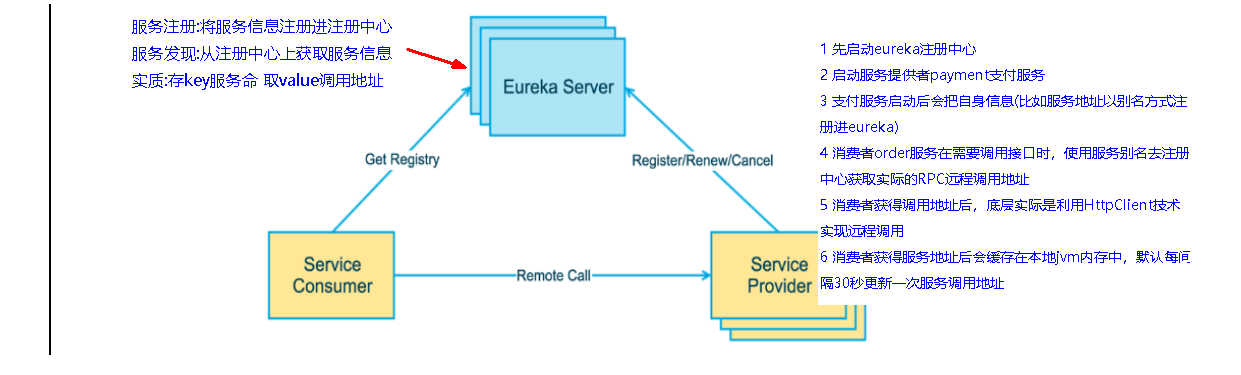 服务注册:将服务信息注册进注册中心
服务发现:从注册中心上获取服务信息
实质:存key服务命 取value调用地址
Eureka Server
Get Registry
Register/Renew/Cancel
Service
Consumer
Remote Call
Service
Provider
1 先启动eureka注册中心
2 启动服务提供者payment支付服务
3 支付服务启动后会把自身信息(比如服务地址以别名方式注
册进eureka)
4 消费者order服务在需要调用接口时，使用服务别名去注册
中心获取实际的RPC远程调用地址
5 消费者获得调用地址后，底层实际是利用HttpClient技术
实现远程调用
6 消费者获得服务地址后会缓存在本地jvm内存中，默认每间
隔30秒更新一次服务调用地址